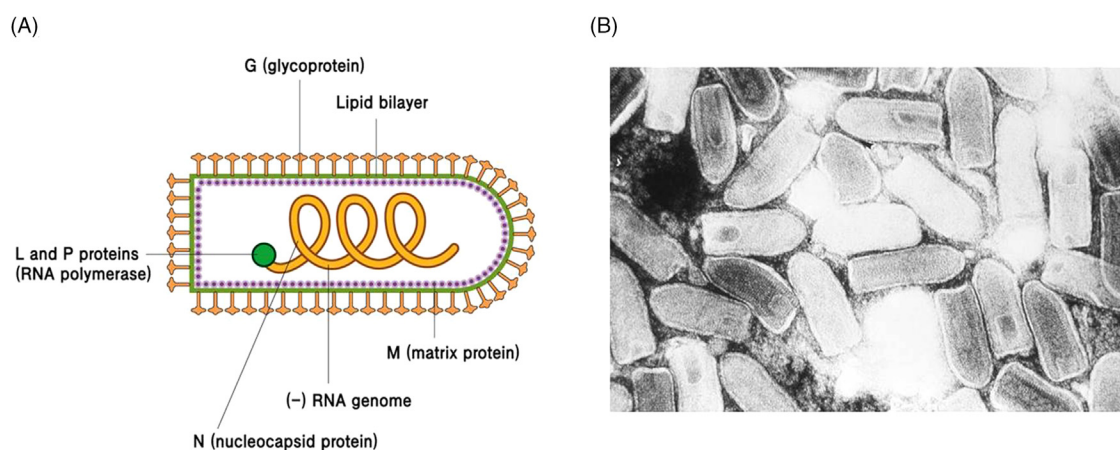 (A)
(B)
G (glycoprotein)
Lipid bilayer
L and P proteins
(RNA polymerase)
M (matrix protein)
(–) RNA genome
N (nucleocapsid protein)